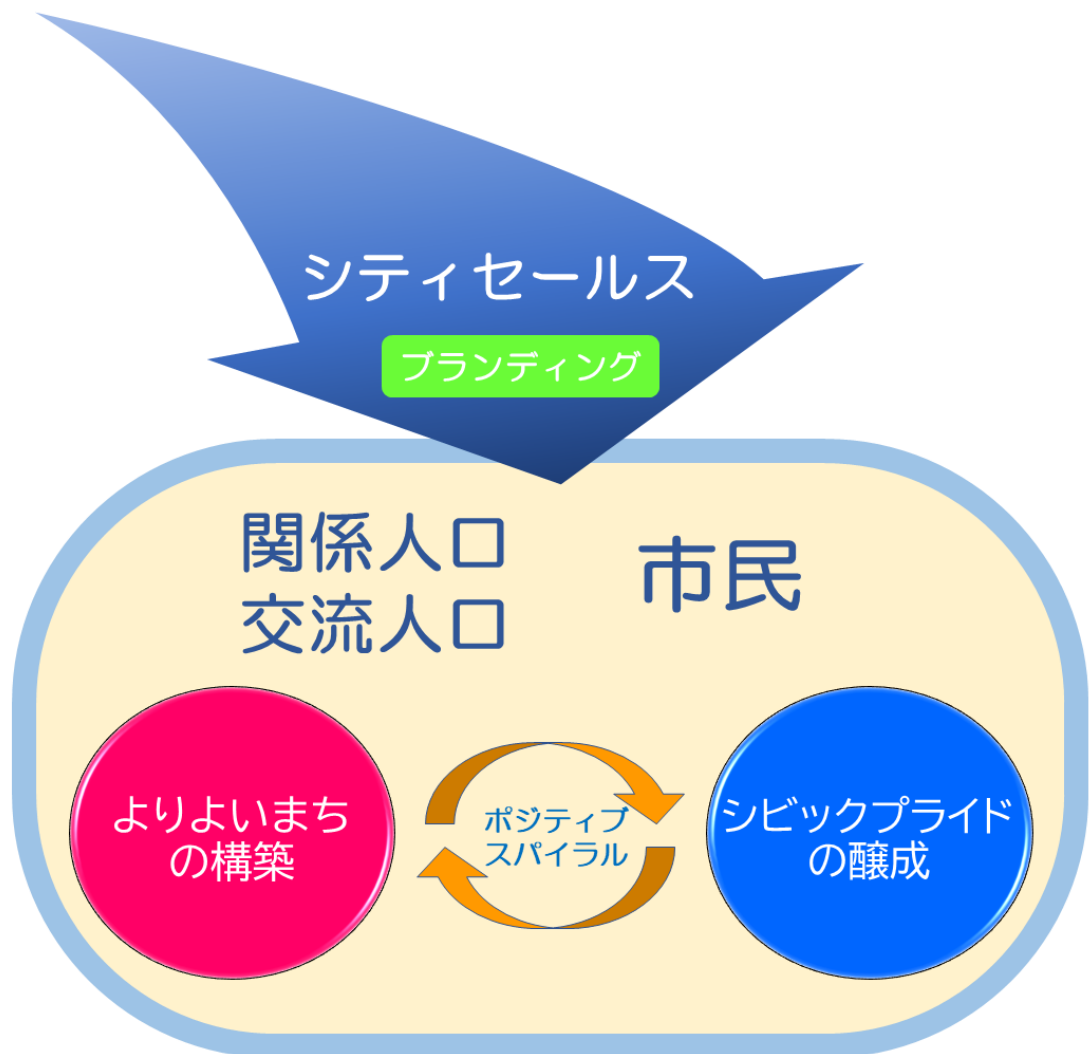 シティセールス
ブランディング
関係人口
交流人口
市民
よりよいまち
の構築
ポジティブ
スパイラル
シビックプライド
の醸成